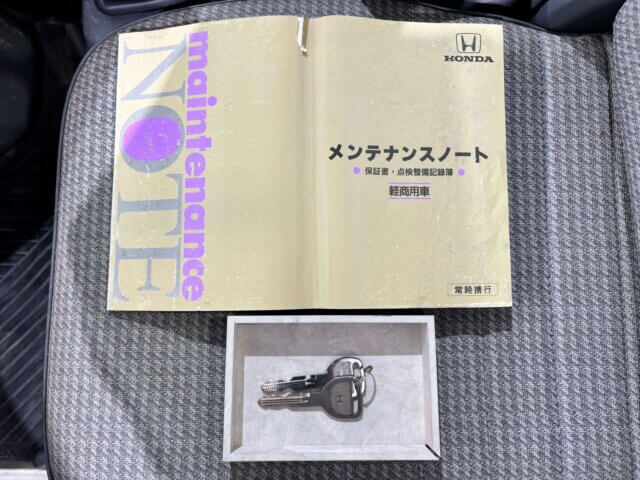 maintenance
NOTE
HONDA
メンテナンスノート
保証書・点検整備記録簿
軽商用車
常時携行